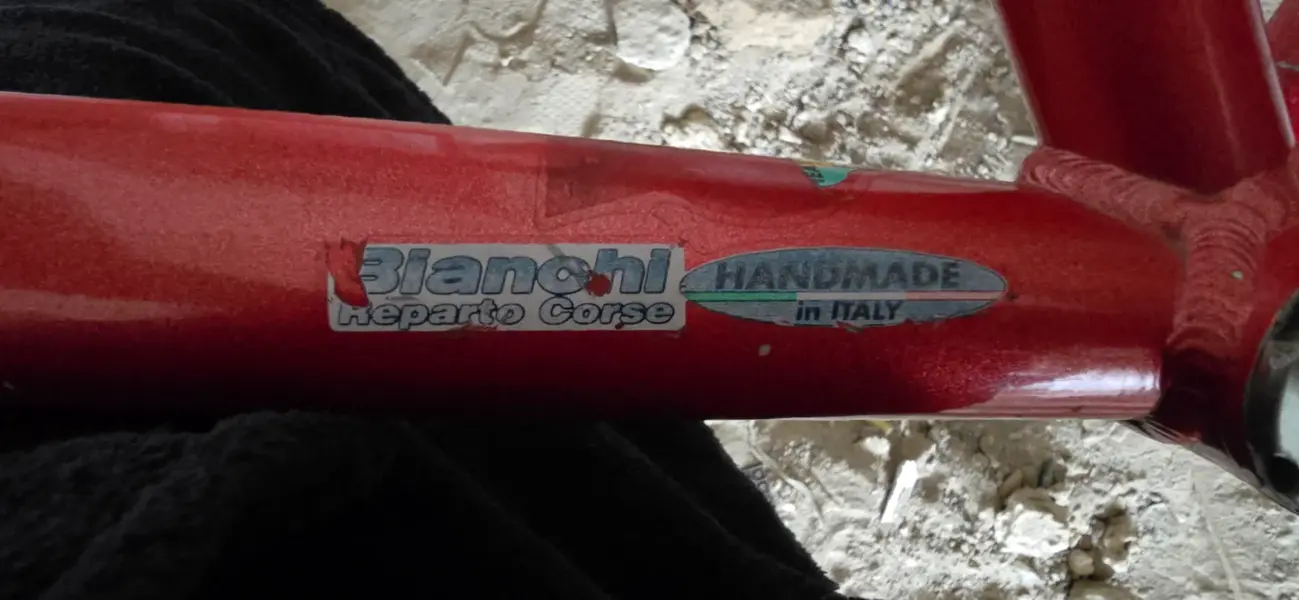 Bianchi
Reparto Corse
HANDMADE
in ITALY